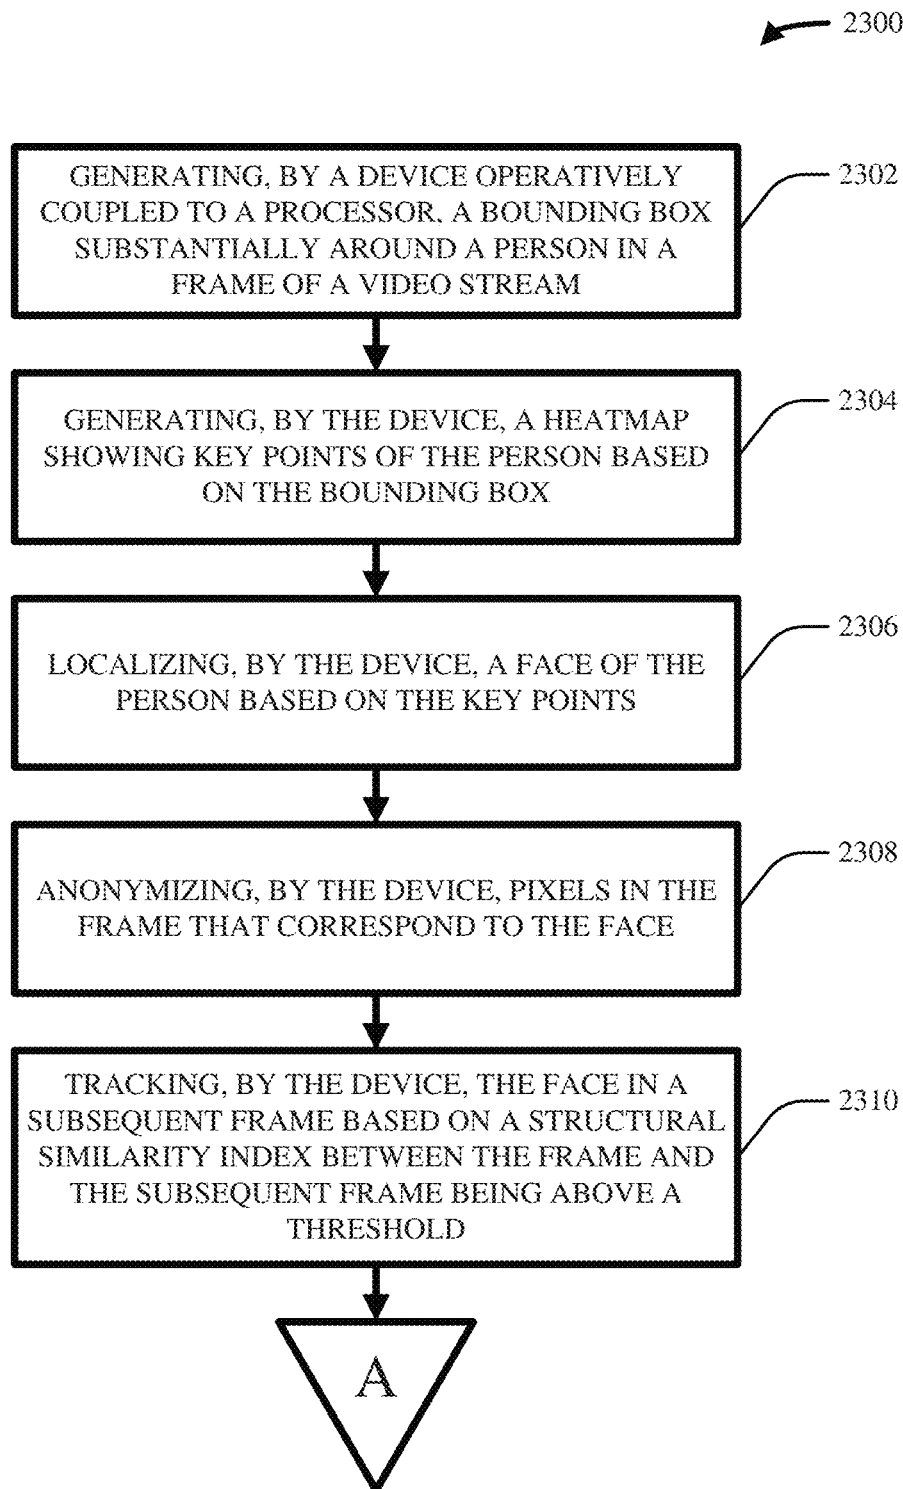 2300
GENERATING, BY A DEVICE OPERATIVELY
COUPLED TO A PROCESSOR, A BOUNDING BOX
SUBSTANTIALLY AROUND A PERSON IN A
FRAME OF A VIDEO STREAM
2302
GENERATING, BY THE DEVICE, A HEATMAP
SHOWING KEY POINTS OF THE PERSON BASED
ON THE BOUNDING BOX
2304
LOCALIZING, BY THE DEVICE, A FACE OF THE
PERSON BASED ON THE KEY POINTS
2306
ANONYMIZING, BY THE DEVICE, PIXELS IN THE
FRAME THAT CORRESPOND TO THE FACE
2308
TRACKING, BY THE DEVICE, THE FACE IN A
SUBSEQUENT FRAME BASED ON A STRUCTURAL
SIMILARITY INDEX BETWEEN THE FRAME AND
THE SUBSEQUENT FRAME BEING ABOVE A
THRESHOLD
2310
A